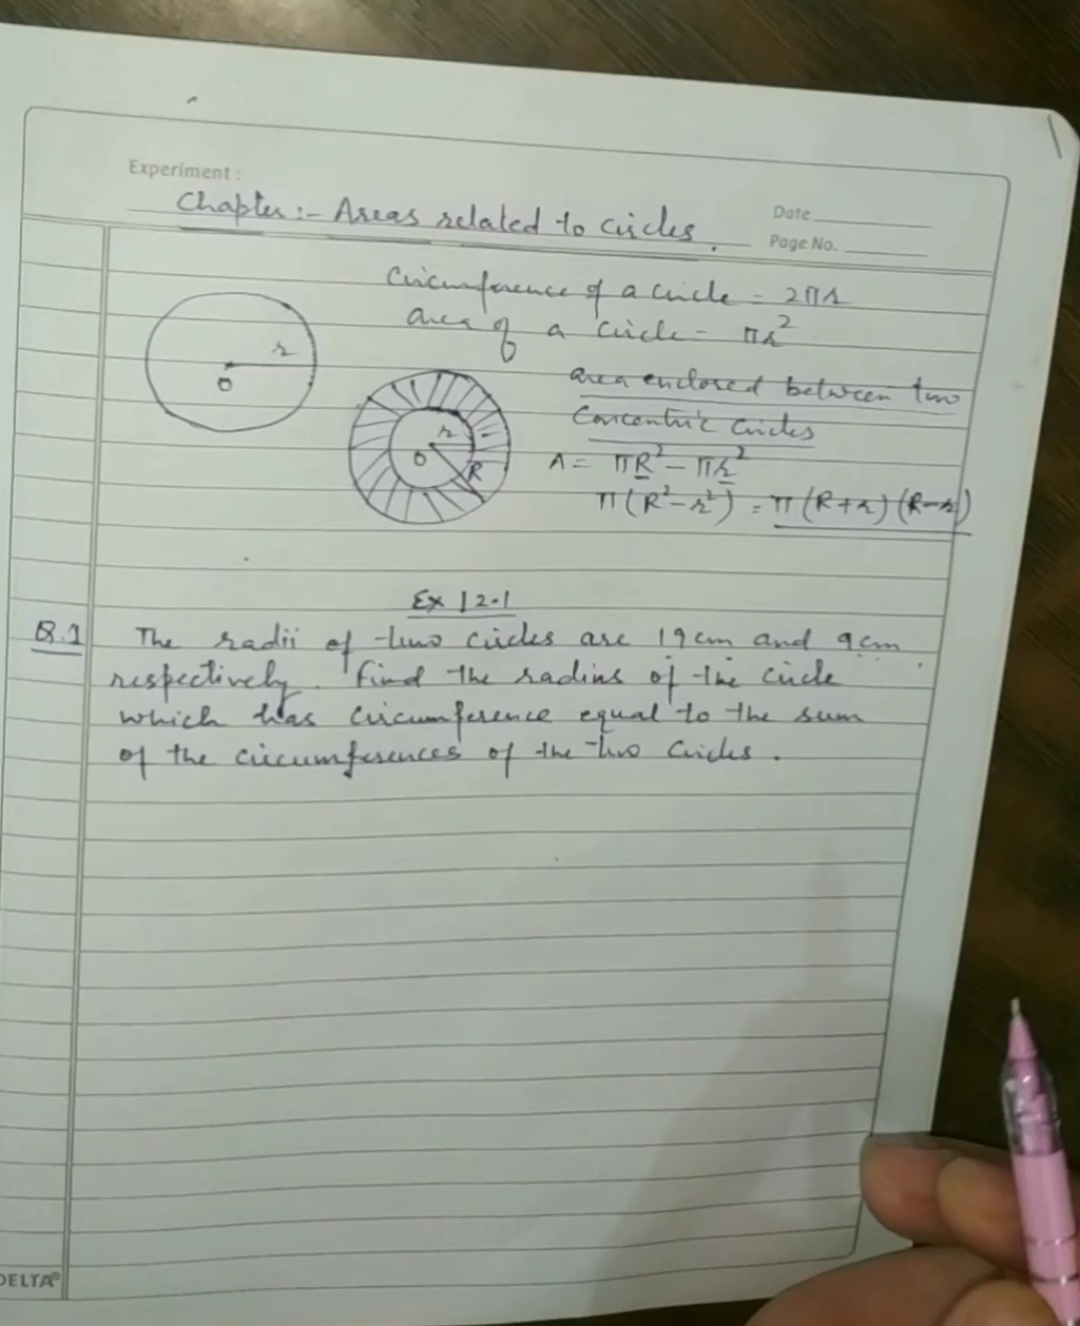 Experiment :
Chapter :- Areas related to circles.
Date
Page No.
Circumference of a circle = 2πr
area of a circle = πr²
r
O
area enclosed between two
Concentric circles
r
O
R
A = πR² - πr²
π(R² - r²) = π(R+r)(R-r)
Ex 12.1
Q.1 The radii of two circles are 19 cm and 9 cm
respectively. Find the radius of the circle
which has circumference equal to the sum
of the circumferences of the two circles.
DELTA®